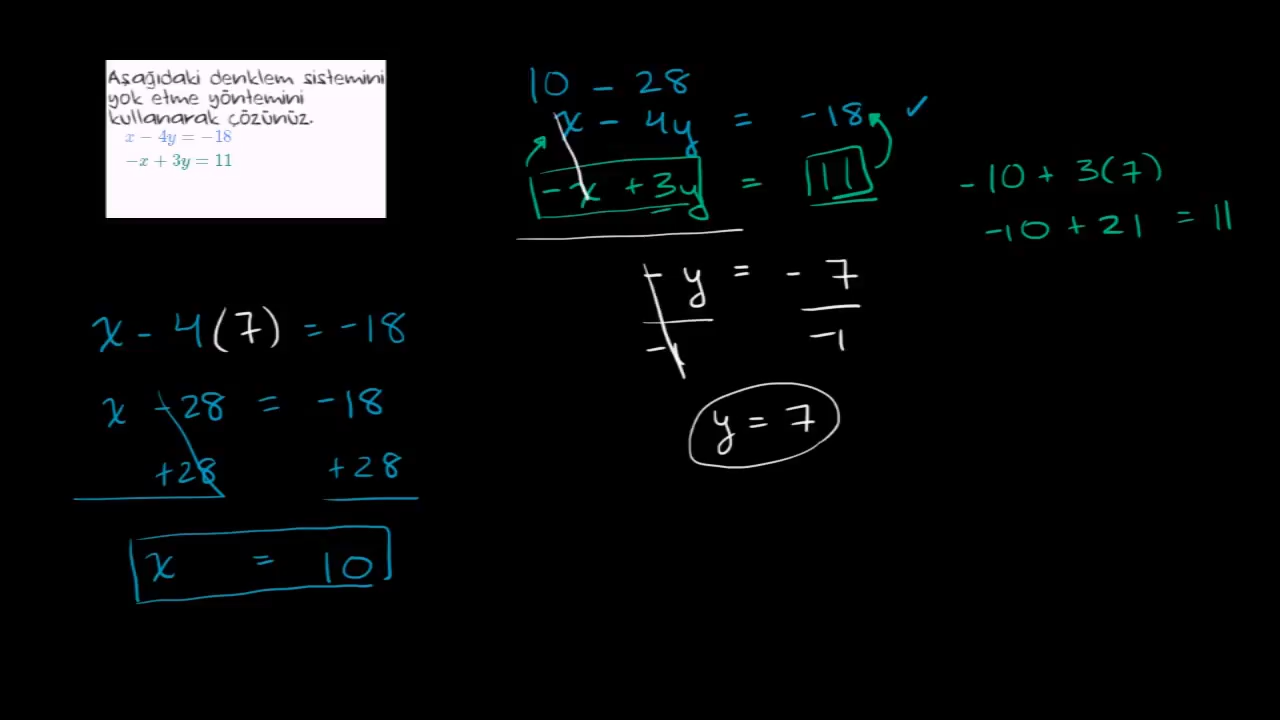 Aşağıdaki denklem sistemini
yok etme yöntemini
kullanarak çözünüz.
x − 4y = −18
−x + 3y = 11
10 − 28
x − 4y = −18 ✓
−x + 3y = 11
−y = −7
−1 −1
y = 7
x − 4(7) = −18
x − 28 = −18
+28 +28
x = 10
−10 + 3(7)
−10 + 21 = 11